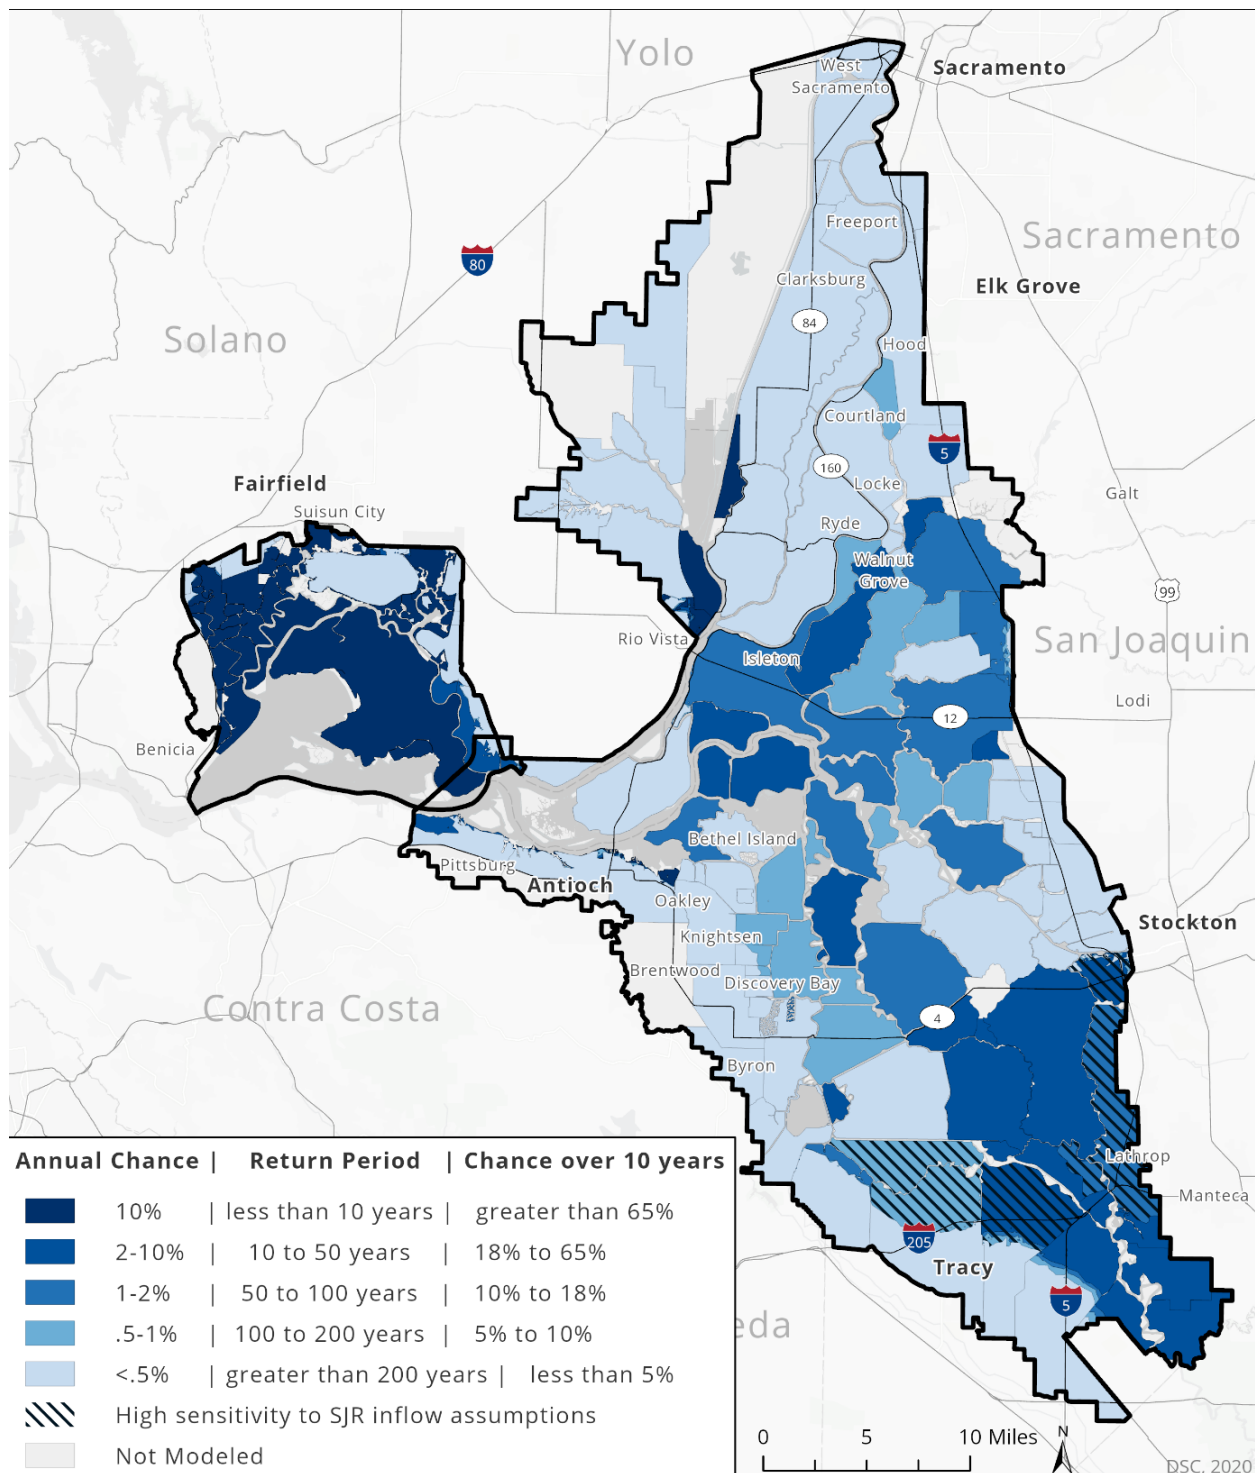 Yolo
Sacramento
West
Sacramento
Freeport
Sacramento
80
Clarksburg
Elk Grove
84
Solano
Hood
Courtland
5
160
Fairfield
Locke
Galt
Suisun City
Ryde
Walnut
Grove
99
Rio Vista
San Joaquin
Isleton
Lodi
12
Benicia
Bethel Island
Pittsburg
Antioch
Oakley
Stockton
Knightsen
Brentwood
Discovery Bay
Contra Costa
4
Byron
Lathrop
Manteca
205
Tracy
5
eda
Annual Chance | Return Period | Chance over 10 years
10% | less than 10 years | greater than 65%
2-10% | 10 to 50 years | 18% to 65%
1-2% | 50 to 100 years | 10% to 18%
.5-1% | 100 to 200 years | 5% to 10%
<.5% | greater than 200 years | less than 5%
High sensitivity to SJR inflow assumptions
Not Modeled
0 5 10 Miles
N
DSC, 2020